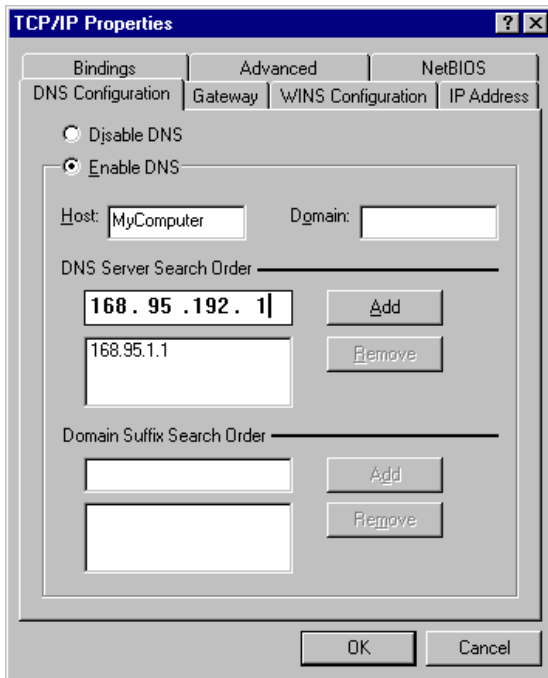 TCP/IP Properties ? X
Bindings Advanced NetBIOS
DNS Configuration Gateway WINS Configuration IP Address
Disable DNS
Enable DNS
Host: MyComputer Domain:
DNS Server Search Order
168. 95 .192. 1 Add
168.95.1.1 Remove
Domain Suffix Search Order
Add
Remove
OK Cancel